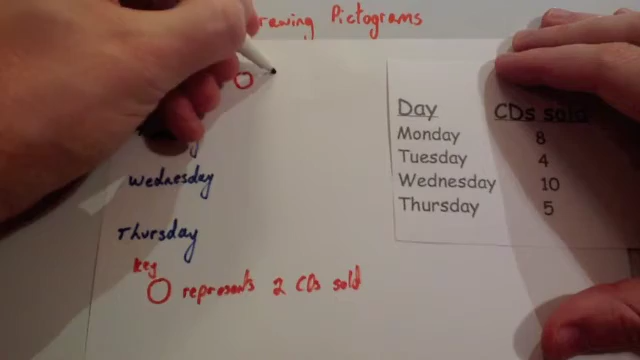 Pictograms
Day CDs sold
Monday 8
Tuesday 4
Wednesday 10
Thursday 5
Wednesday
Thursday
key
represents 2 CDs sold